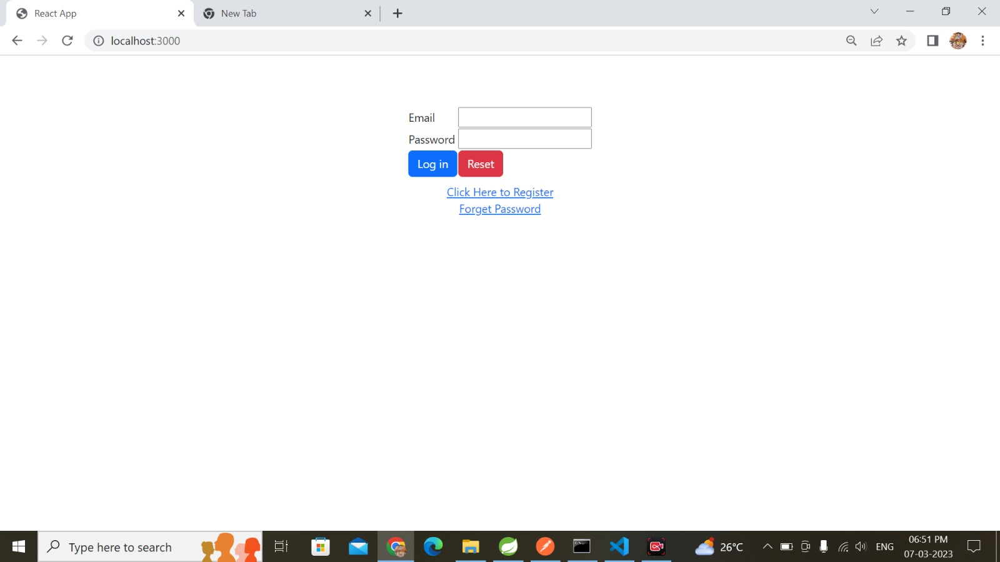 React App
New Tab
localhost:3000
Email
Password
Log in Reset
Click Here to Register
Forget Password
Type here to search
26°C
ENG
06:51 PM
07-03-2023